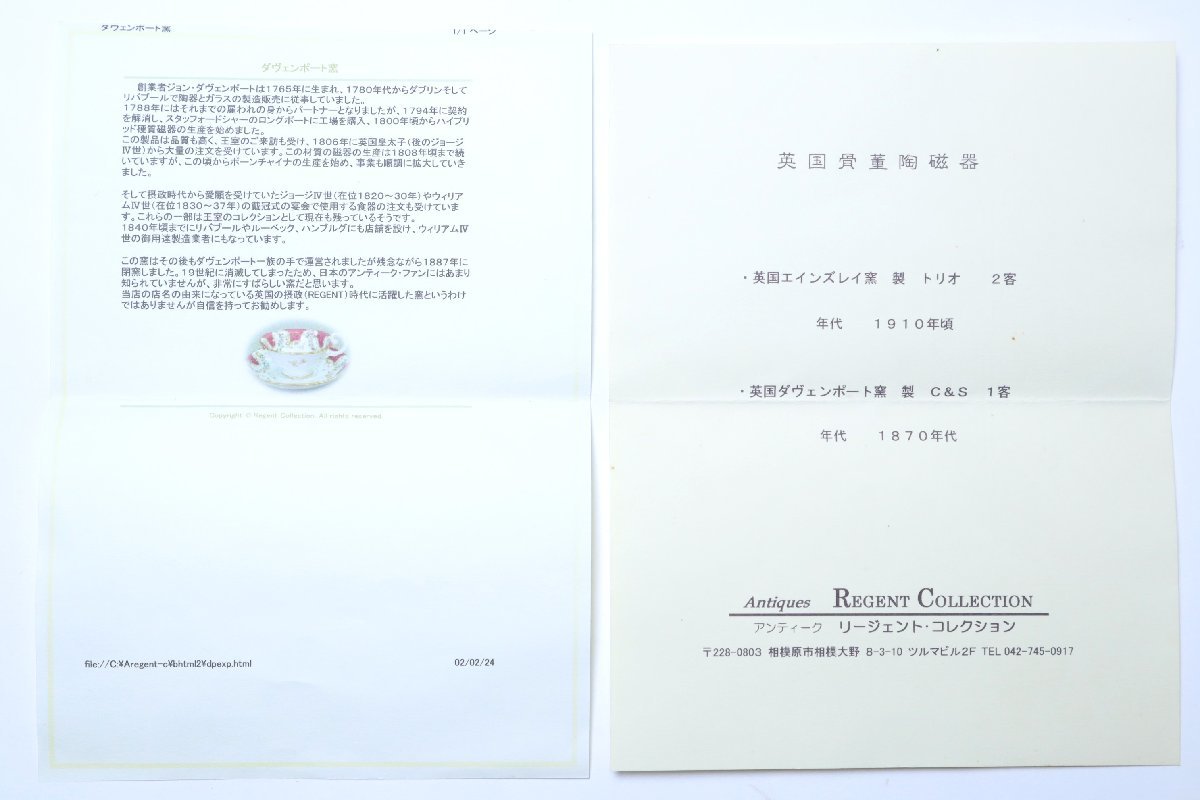 ダヴェンポート窯
1/1 ページ
ダヴェンポート窯
創業者ジョン・ダヴェンポートは1765年に生まれ、1780年代からダブリンそして
リバプールで陶器とガラスの製造販売に従事していました。
1788年にはそれまでの雇われの身からパートナーとなりましたが、1794年に契約
を解消し、スタッフォードシャーのロングポートに工場を購入、1800年頃からハイブリ
ッド硬質磁器の生産を始めました。
この製品は品質も高く、王室のご来訪も受け、1806年に英国皇太子(後のジョージ
Ⅳ世)から大量の注文を受けています。この材質の磁器の生産は1808年頃まで続
いていますが、この頃からボーンチャイナの生産を始め、事業も順調に拡大していき
ました。
そして摂政時代から愛顧を受けていたジョージⅣ世(在位1820～30年)やウィリア
ムⅣ世(在位1830～37年)の戴冠式の宴会で使用する食器の注文も受けていま
す。これらの一部は王室のコレクションとして現在も残っているそうです。
1840年頃までにリバプールやルーベック、ハンブルグにも店舗を設け、ウィリアムⅣ
世の御用達製造業者にもなっています。
この窯はその後もダヴェンポート一族の手で運営されましたが残念ながら1887年に
閉窯しました。19世紀に消滅してしまったため、日本のアンティーク・ファンにはあまり
知られていませんが、非常にすばらしい窯だと思います。
当店の店名の由来になっている英国の摂政(REGENT)時代に活躍した窯というわけ
ではありませんが自信を持ってお勧めします。
Copyright © Regent Collection. All rights reserved.
file://C:¥Aregent-c¥bhtml2¥dpexp.html
02/02/24
英国骨董陶磁器
・英国エインズレイ窯 製 トリオ 2客
年代 1910年頃
・英国ダヴェンポート窯 製 C＆S 1客
年代 1870年代
Antiques REGENT COLLECTION
アンティーク リージェント・コレクション
〒228-0803 相模原市相模大野 8-3-10 ツルマビル2F TEL 042-745-0917